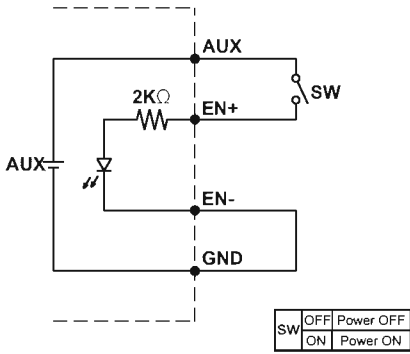 AUX
2KΩ
EN+
SW
AUX
EN-
GND
SW
OFF Power OFF
ON Power ON